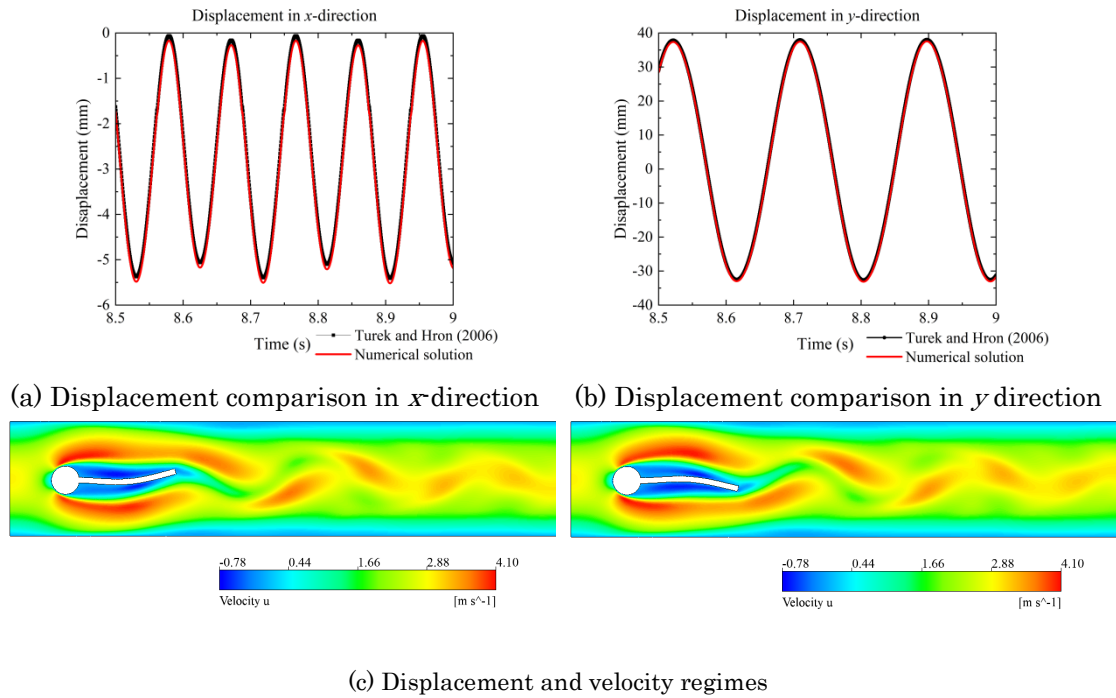 Displacement in x-direction
0
-1
-2
-3
-4
-5
-6
Disaplacement (mm)
8.5 8.6 8.7 8.8 8.9 9
Time (s)
Turek and Hron (2006)
Numerical solution
Displacement in y-direction
40
30
20
10
0
-10
-20
-30
-40
Disaplacement (mm)
8.5 8.6 8.7 8.8 8.9 9
Time (s)
Turek and Hron (2006)
Numerical solution
(a) Displacement comparison in x-direction
(b) Displacement comparison in y direction
-0.78 0.44 1.66 2.88 4.10
Velocity u [m s^-1]
-0.78 0.44 1.66 2.88 4.10
Velocity u [m s^-1]
(c) Displacement and velocity regimes